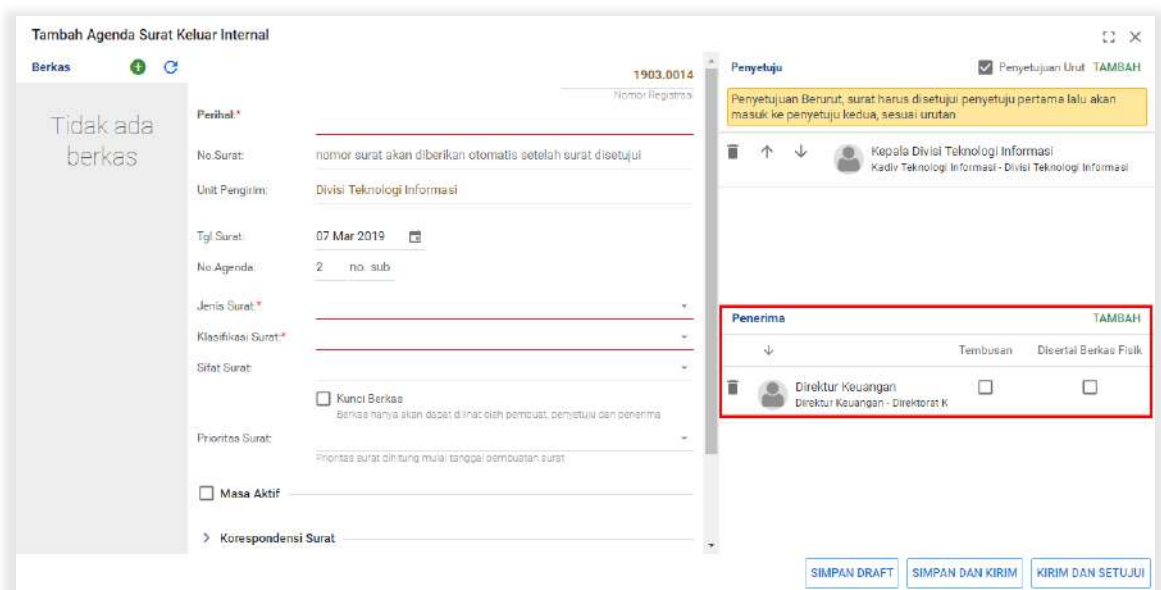 Tambah Agenda Surat Keluar Internal
Berkas
Tidak ada
berkas
1903.0014
Nomor Registrasi
Perihal:*
No.Surat:
nomor surat akan diberikan otomatis setelah surat disetujui
Unit Pengirim:
Divisi Teknologi Informasi
Tgl.Surat:
07 Mar 2019
No.Agenda:
2 no. sub
Jenis Surat:*
Klasifikasi Surat:*
Sifat Surat:
Kunci Berkas
Berkas hanya akan dapat dilihat oleh pembuat, penyetuju dan penerima
Prioritas Surat:
Prioritas surat dihitung mulai tanggal pembuatan surat
Masa Aktif
Korespondensi Surat
Penyetuju
Penyetujuan Urut TAMBAH
Penyetujuan Berurut, surat harus disetujui penyetuju pertama lalu akan
masuk ke penyetuju kedua, sesuai urutan
Kepala Divisi Teknologi Informasi
Kadiv Teknologi Informasi - Divisi Teknologi Informasi
Penerima
TAMBAH
Tembusan
Disertai Berkas Fisik
Direktur Keuangan
Direktur Keuangan - Direktorat K
SIMPAN DRAFT
SIMPAN DAN KIRIM
KIRIM DAN SETUJUI